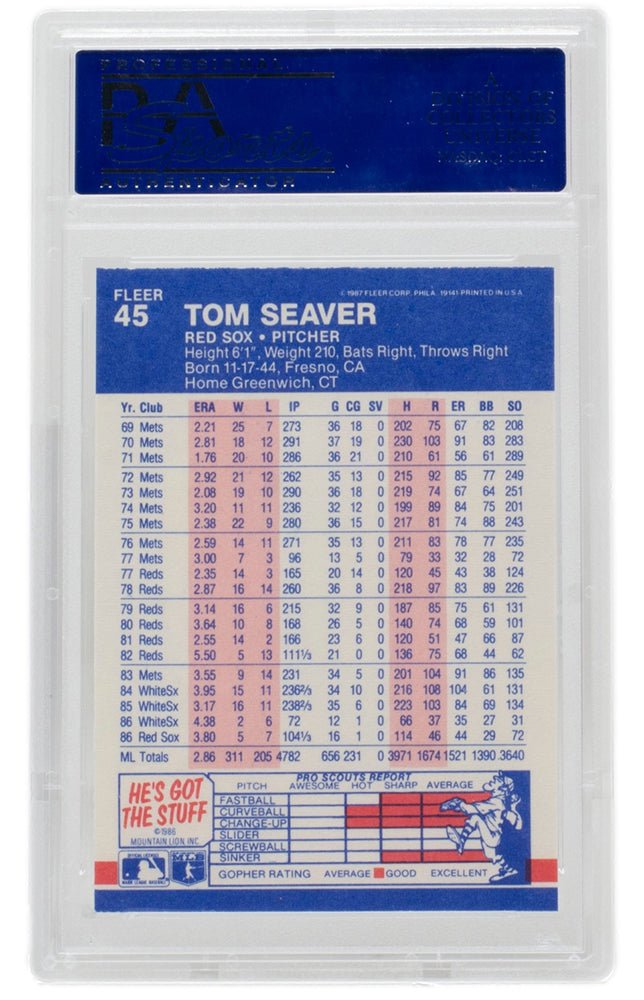 PROFESSIONAL
PSA
Sports
AUTHENTICATOR
A
DIVISION OF
COLLECTORS
UNIVERSE
NASDAQ: CLCT
FLEER
45
© 1987 FLEER CORP. PHILA. 19141-PRINTED IN U S A
TOM SEAVER
RED SOX • PITCHER
Height 6'1", Weight 210, Bats Right, Throws Right
Born 11-17-44, Fresno, CA
Home Greenwich, CT
Yr. Club ERA W L IP G CG SV H R ER BB SO
69 Mets 2.21 25 7 273 36 18 0 202 75 67 82 208
70 Mets 2.81 18 12 291 37 19 0 230 103 91 83 283
71 Mets 1.76 20 10 286 36 21 0 210 61 56 61 289
72 Mets 2.92 21 12 262 35 13 0 215 92 85 77 249
73 Mets 2.08 19 10 290 36 18 0 219 74 67 64 251
74 Mets 3.20 11 11 236 32 12 0 199 89 84 75 201
75 Mets 2.38 22 9 280 36 15 0 217 81 74 88 243
76 Mets 2.59 14 11 271 35 13 0 211 83 78 77 235
77 Mets 3.00 7 3 96 13 5 0 79 33 32 28 72
77 Reds 2.35 14 3 165 20 14 0 120 45 43 38 124
78 Reds 2.87 16 14 260 36 8 0 218 97 83 89 226
79 Reds 3.14 16 6 215 32 9 0 187 85 75 61 131
80 Reds 3.64 10 8 168 26 5 0 140 74 68 59 101
81 Reds 2.55 14 2 166 23 6 0 120 51 47 66 87
82 Reds 5.50 5 13 111⅓ 21 0 0 136 75 68 44 62
83 Mets 3.55 9 14 231 34 5 0 201 104 91 86 135
84 WhiteSx 3.95 15 11 236⅔ 34 10 0 216 108 104 61 131
85 WhiteSx 3.17 16 11 238⅔ 35 6 0 223 103 84 69 134
86 WhiteSx 4.38 2 6 72 12 1 0 66 37 35 27 31
86 Red Sox 3.80 5 7 104⅓ 16 1 0 114 46 44 29 72
ML Totals 2.86 311 205 4782 656 231 0 3971 1674 1521 1390 3640
HE'S GOT
THE STUFF
© 1986
MOUNTAIN LION, INC.
OFFICIAL LICENSEE
MAJOR LEAGUE BASEBALL
MLB
PRO SCOUTS REPORT
PITCH AWESOME HOT SHARP AVERAGE
FASTBALL
CURVEBALL
CHANGE-UP
SLIDER
SCREWBALL
SINKER
GOPHER RATING AVERAGE GOOD EXCELLENT